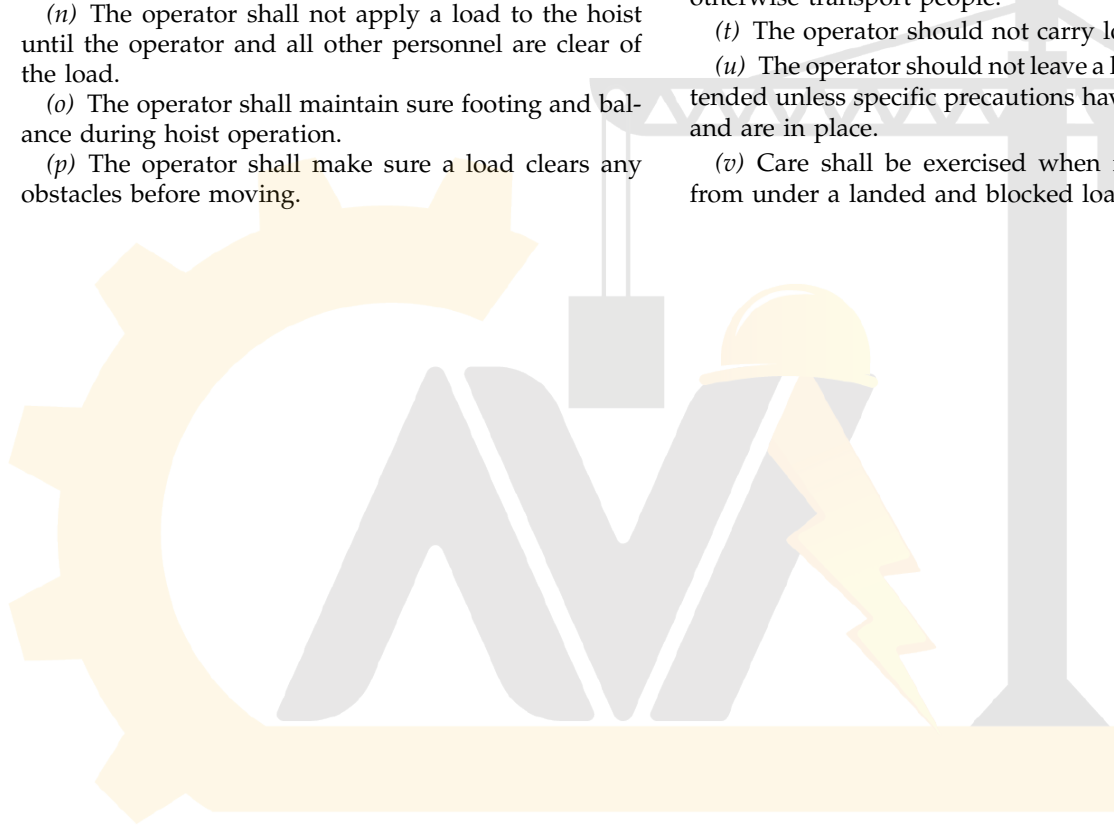 (n) The operator shall not apply a load to the hoist
until the operator and all other personnel are clear of
the load.
(o) The operator shall maintain sure footing and bal-
ance during hoist operation.
(p) The operator shall make sure a load clears any
obstacles before moving.
otherwise transport people.
(t) The operator should not carry
(u) The operator should not leave a
tended unless specific precautions
and are in place.
(v) Care shall be exercised when
from under a landed and blocked